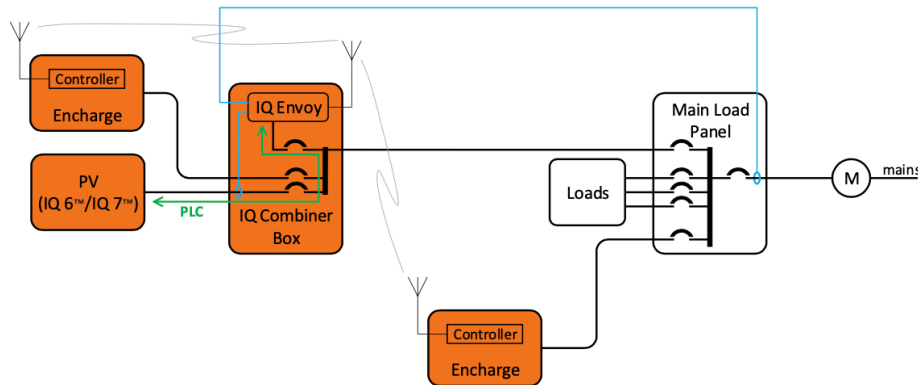 Controller
Encharge
IQ Envoy
Main Load
Panel
PV
(IQ 6™/IQ 7™)
PLC
IQ Combiner
Box
Loads
M
mains
Controller
Encharge